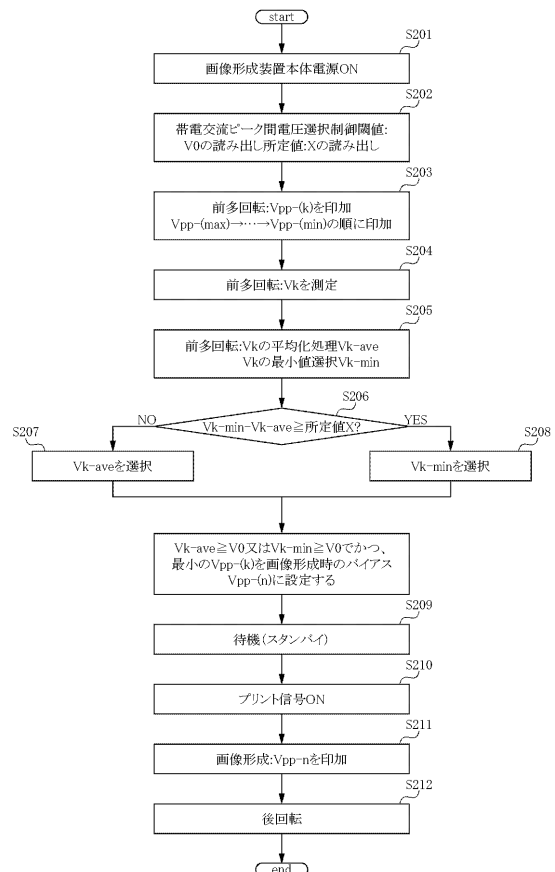 start
S201
画像形成装置本体電源ON
S202
帯電交流ピーク間電圧選択制御閾値:
V0の読み出し所定値:Xの読み出し
S203
前多回転:Vpp-(k)を印加
Vpp-(max)→…→Vpp-(min)の順に印加
S204
前多回転:Vkを測定
S205
前多回転:Vkの平均化処理Vk-ave
Vkの最小値選択Vk-min
S206
Vk-min-Vk-ave≧所定値X?
NO
YES
S207
Vk-aveを選択
S208
Vk-minを選択
Vk-ave≧V0又はVk-min≧V0でかつ、
最小のVpp-(k)を画像形成時のバイアス
Vpp-(n)に設定する
S209
待機(スタンバイ)
S210
プリント信号ON
S211
画像形成:Vpp-nを印加
S212
後回転
end